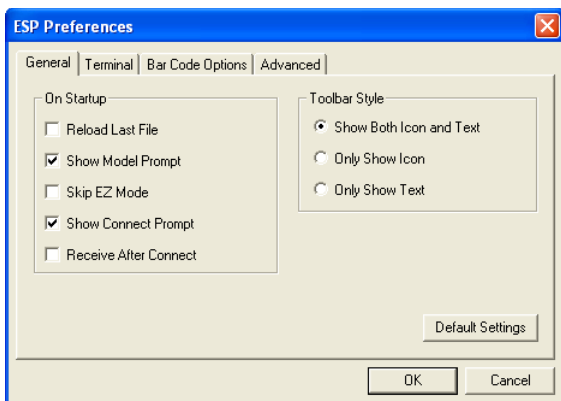 ESP Preferences
General
Terminal
Bar Code Options
Advanced
On Startup
Reload Last File
Show Model Prompt
Skip EZ Mode
Show Connect Prompt
Receive After Connect
Toolbar Style
Show Both Icon and Text
Only Show Icon
Only Show Text
Default Settings
OK
Cancel